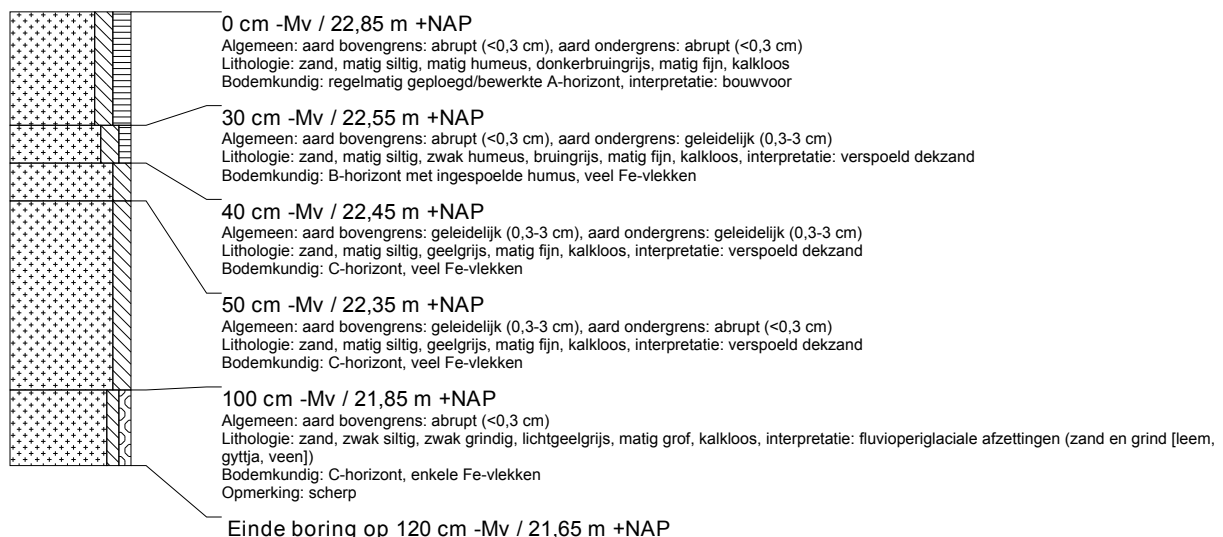 0 cm -Mv / 22,85 m +NAP
Algemeen: aard bovengrens: abrupt (<0,3 cm), aard ondergrens: abrupt (<0,3 cm)
Lithologie: zand, matig siltig, matig humeus, donkerbruingrijs, matig fijn, kalkloos
Bodemkundig: regelmatig geploegd/bewerkte A-horizont, interpretatie: bouwvoor
30 cm -Mv / 22,55 m +NAP
Algemeen: aard bovengrens: abrupt (<0,3 cm), aard ondergrens: geleidelijk (0,3-3 cm)
Lithologie: zand, matig siltig, zwak humeus, bruingrijs, matig fijn, kalkloos, interpretatie: verspoeld dekzand
Bodemkundig: B-horizont met ingespoelde humus, veel Fe-vlekken
40 cm -Mv / 22,45 m +NAP
Algemeen: aard bovengrens: geleidelijk (0,3-3 cm), aard ondergrens: geleidelijk (0,3-3 cm)
Lithologie: zand, matig siltig, geelgrijs, matig fijn, kalkloos, interpretatie: verspoeld dekzand
Bodemkundig: C-horizont, veel Fe-vlekken
50 cm -Mv / 22,35 m +NAP
Algemeen: aard bovengrens: geleidelijk (0,3-3 cm), aard ondergrens: abrupt (<0,3 cm)
Lithologie: zand, matig siltig, geelgrijs, matig fijn, kalkloos, interpretatie: verspoeld dekzand
Bodemkundig: C-horizont, veel Fe-vlekken
100 cm -Mv / 21,85 m +NAP
Algemeen: aard bovengrens: abrupt (<0,3 cm)
Lithologie: zand, zwak siltig, zwak grindig, lichtgeelgrijs, matig grof, kalkloos, interpretatie: fluvioperiglaciale afzettingen (zand en grind [leem,
gyttja, veen])
Bodemkundig: C-horizont, enkele Fe-vlekken
Opmerking: scherp
Einde boring op 120 cm -Mv / 21,65 m +NAP